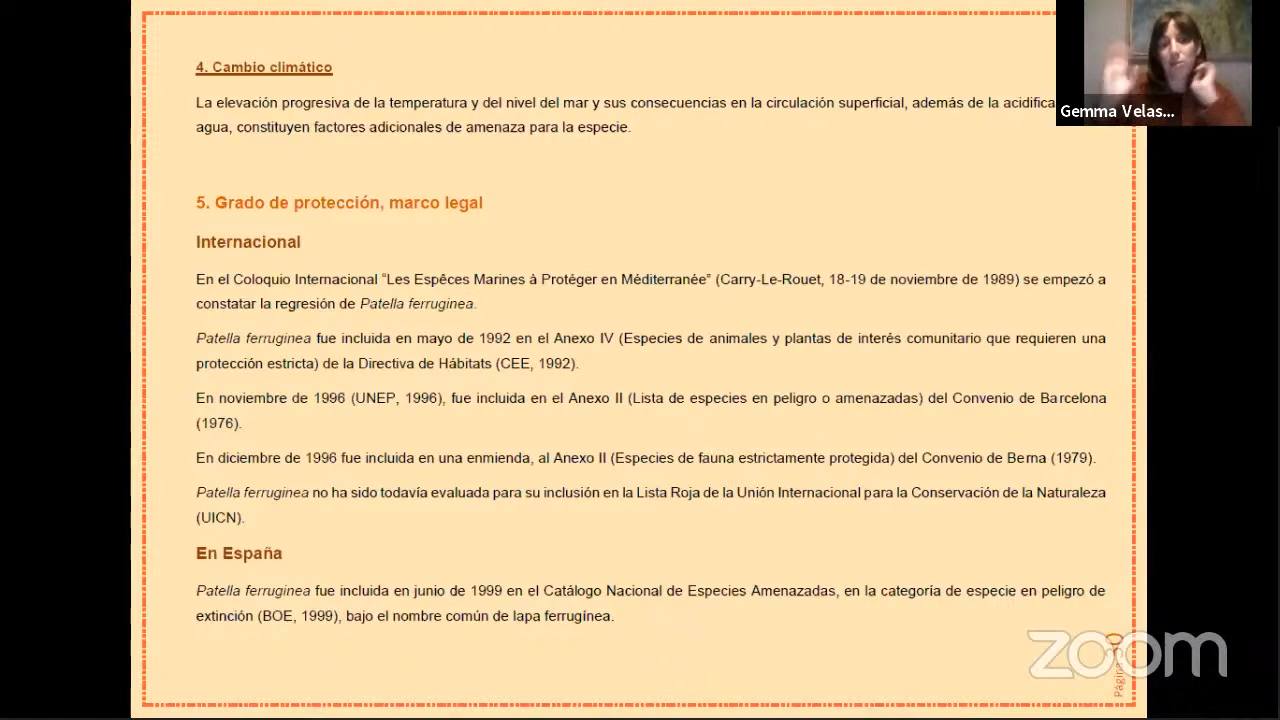 4. Cambio climático
La elevación progresiva de la temperatura y del nivel del mar y sus consecuencias en la circulación superficial, además de la
agua, constituyen factores adicionales de amenaza para la especie.
Gemma Velas...
5. Grado de protección, marco legal
Internacional
En el Coloquio Internacional “Les Espêces Marines à Protéger en Méditerranée” (Carry-Le-Rouet, 18-19 de noviembre de 1989) se empezó a
constatar la regresión de Patella ferruginea.
Patella ferruginea fue incluida en mayo de 1992 en el Anexo IV (Especies de animales y plantas de interés comunitario que requieren una
protección estricta) de la Directiva de Hábitats (CEE, 1992).
En noviembre de 1996 (UNEP, 1996), fue incluida en el Anexo II (Lista de especies en peligro o amenazadas) del Convenio de Barcelona
(1976).
En diciembre de 1996 fue incluida en una enmienda, al Anexo II (Especies de fauna estrictamente protegida) del Convenio de Berna (1979).
Patella ferruginea no ha sido todavía evaluada para su inclusión en la Lista Roja de la Unión Internacional para la Conservación de la Naturaleza
(UICN).
En España
Patella ferruginea fue incluida en junio de 1999 en el Catálogo Nacional de Especies Amenazadas, en la categoría de especie en peligro de
extinción (BOE, 1999), bajo el nombre común de lapa ferrugínea.
Página 30
zoom